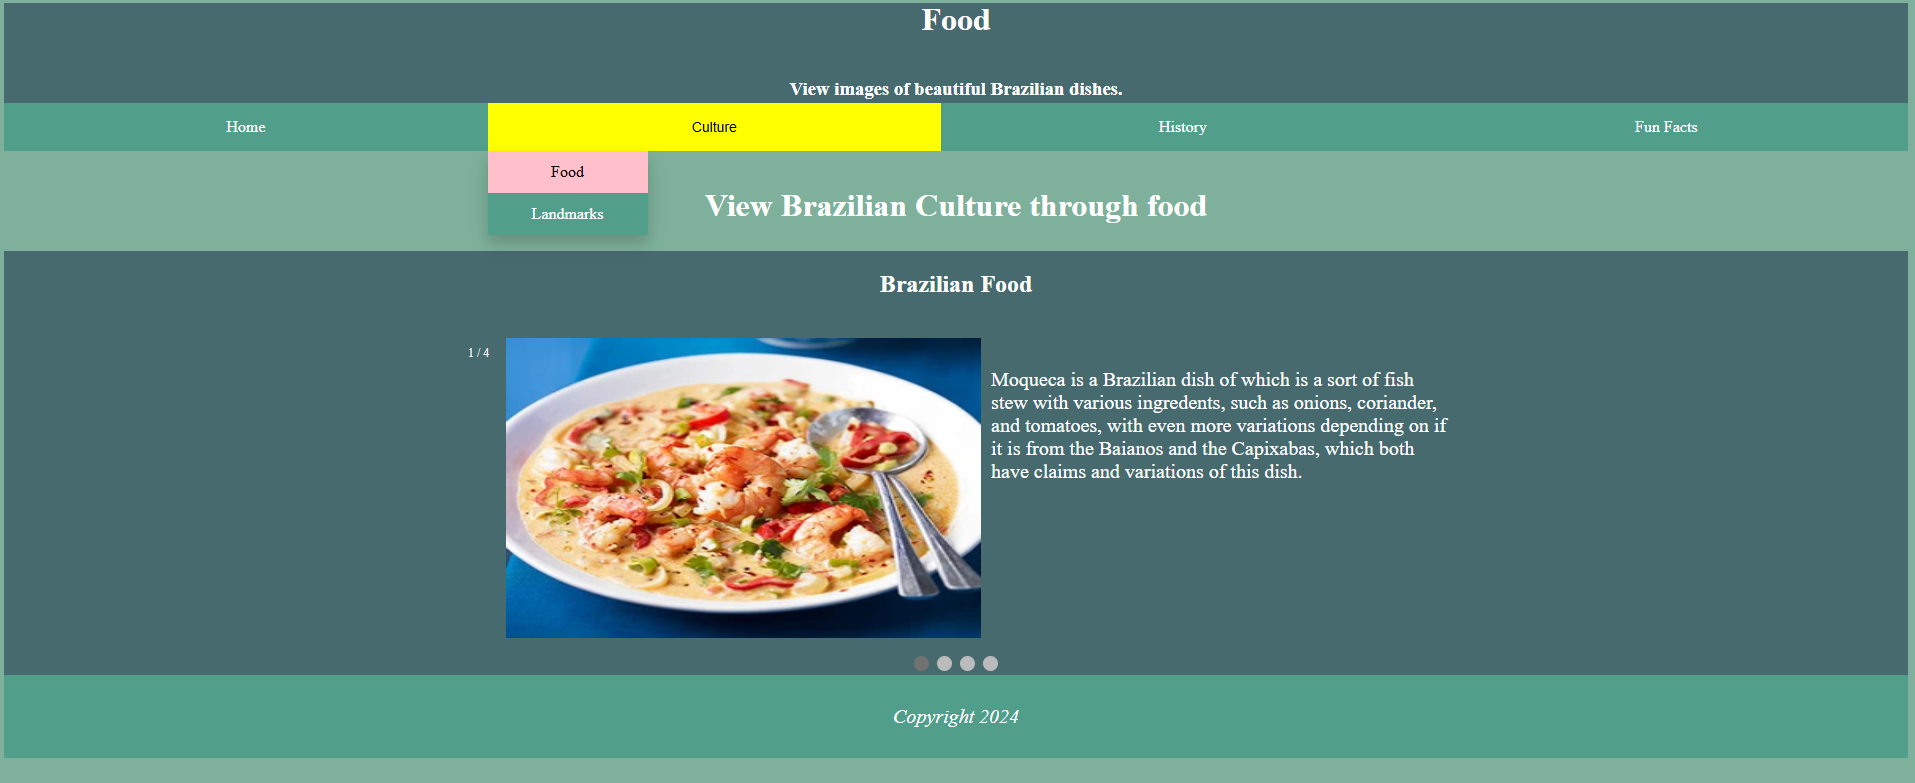 Food
View images of beautiful Brazilian dishes.
Home
Culture
History
Fun Facts
Food
Landmarks
View Brazilian Culture through food
Brazilian Food
1 / 4
Moqueca is a Brazilian dish of which is a sort of fish
stew with various ingredents, such as onions, coriander,
and tomatoes, with even more variations depending on if
it is from the Baianos and the Capixabas, which both
have claims and variations of this dish.
Copyright 2024